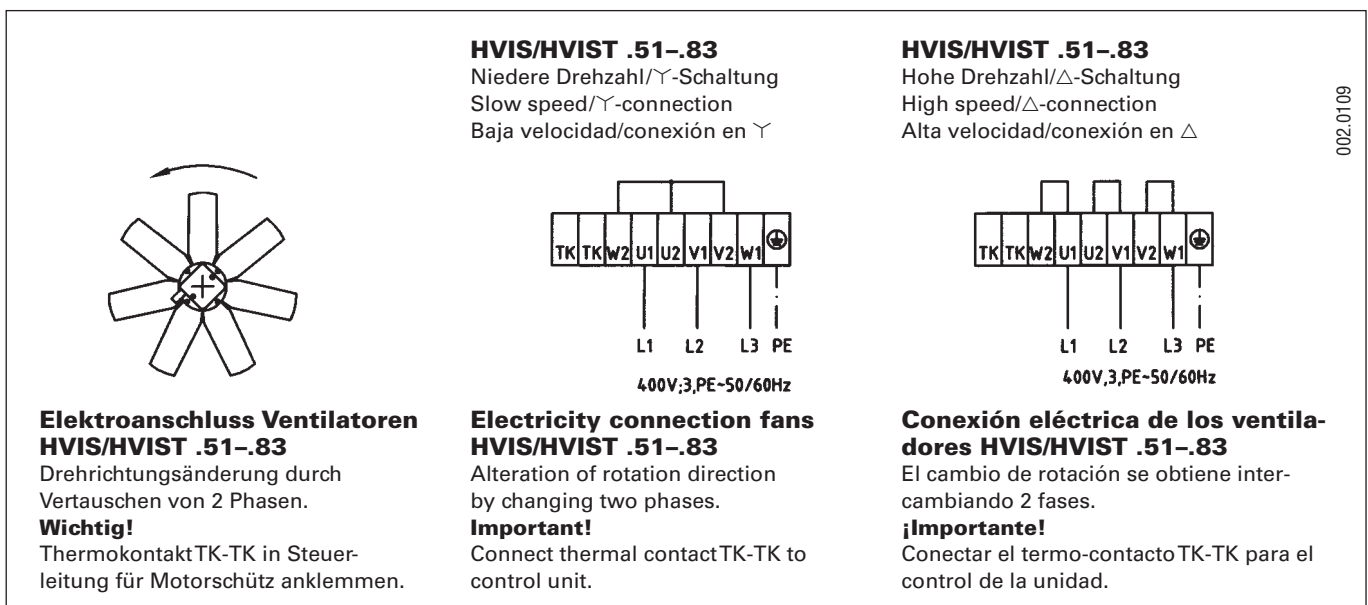 HVIS/HVIST .51–.83
Niedere Drehzahl/⅄-Schaltung
Slow speed/⅄-connection
Baja velocidad/conexión en ⅄
TK TK W2 U1 U2 V1 V2 W1
L1 L2 L3 PE
400V;3,PE~50/60Hz
HVIS/HVIST .51–.83
Hohe Drehzahl/△-Schaltung
High speed/△-connection
Alta velocidad/conexión en △
TK TK W2 U1 U2 V1 V2 W1
L1 L2 L3 PE
400V,3,PE~50/60Hz
002.0109
Elektroanschluss Ventilatoren
HVIS/HVIST .51–.83
Drehrichtungsänderung durch
Vertauschen von 2 Phasen.
Wichtig!
Thermokontakt TK-TK in Steuer-
leitung für Motorschütz anklemmen.
Electricity connection fans
HVIS/HVIST .51–.83
Alteration of rotation direction
by changing two phases.
Important!
Connect thermal contact TK-TK to
control unit.
Conexión eléctrica de los ventila-
dores HVIS/HVIST .51–.83
El cambio de rotación se obtiene inter-
cambiando 2 fases.
¡Importante!
Conectar el termo-contacto TK-TK para el
control de la unidad.